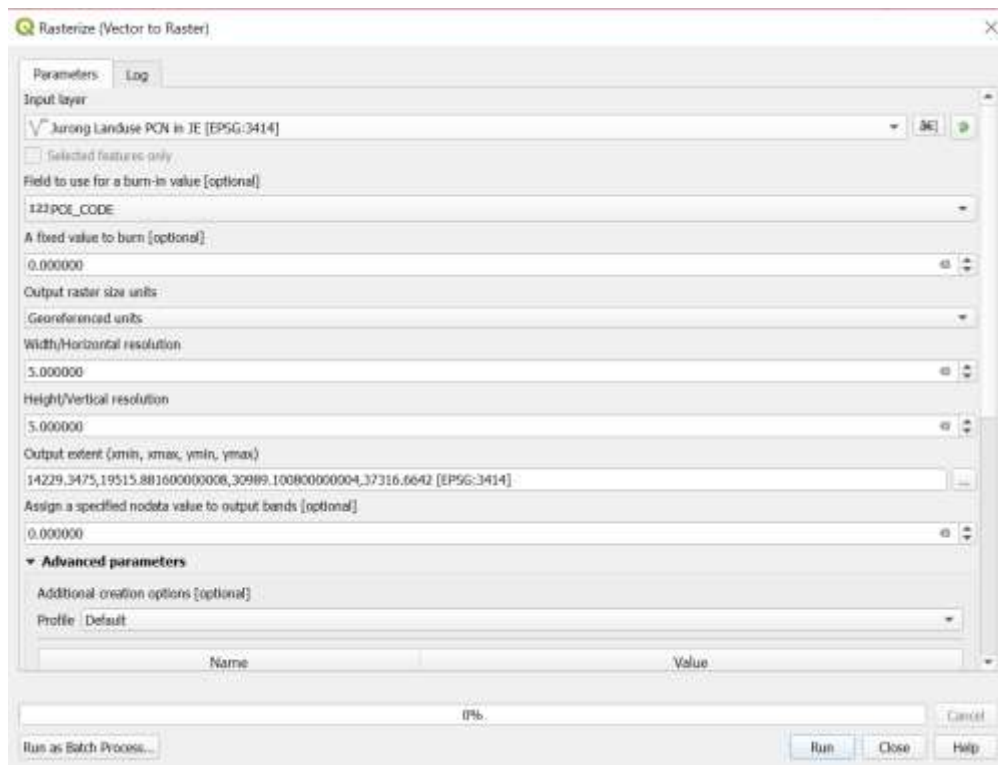 Rasterize (Vector to Raster)
Parameters Log
Input layer
Jurong Landuse PCN in JE [EPSG:3414]
Selected features only
Field to use for a burn-in value [optional]
123 POI_CODE
A fixed value to burn [optional]
0.000000
Output raster size units
Georeferenced units
Width/Horizontal resolution
5.000000
Height/Vertical resolution
5.000000
Output extent (xmin, xmax, ymin, ymax)
14229.3475,19515.881600000008,30989.100800000004,37316.6642 [EPSG:3414]
...
Assign a specified nodata value to output bands [optional]
0.000000
Advanced parameters
Additional creation options [optional]
Profile Default
Name Value
0%
Cancel
Run as Batch Process... Run Close Help